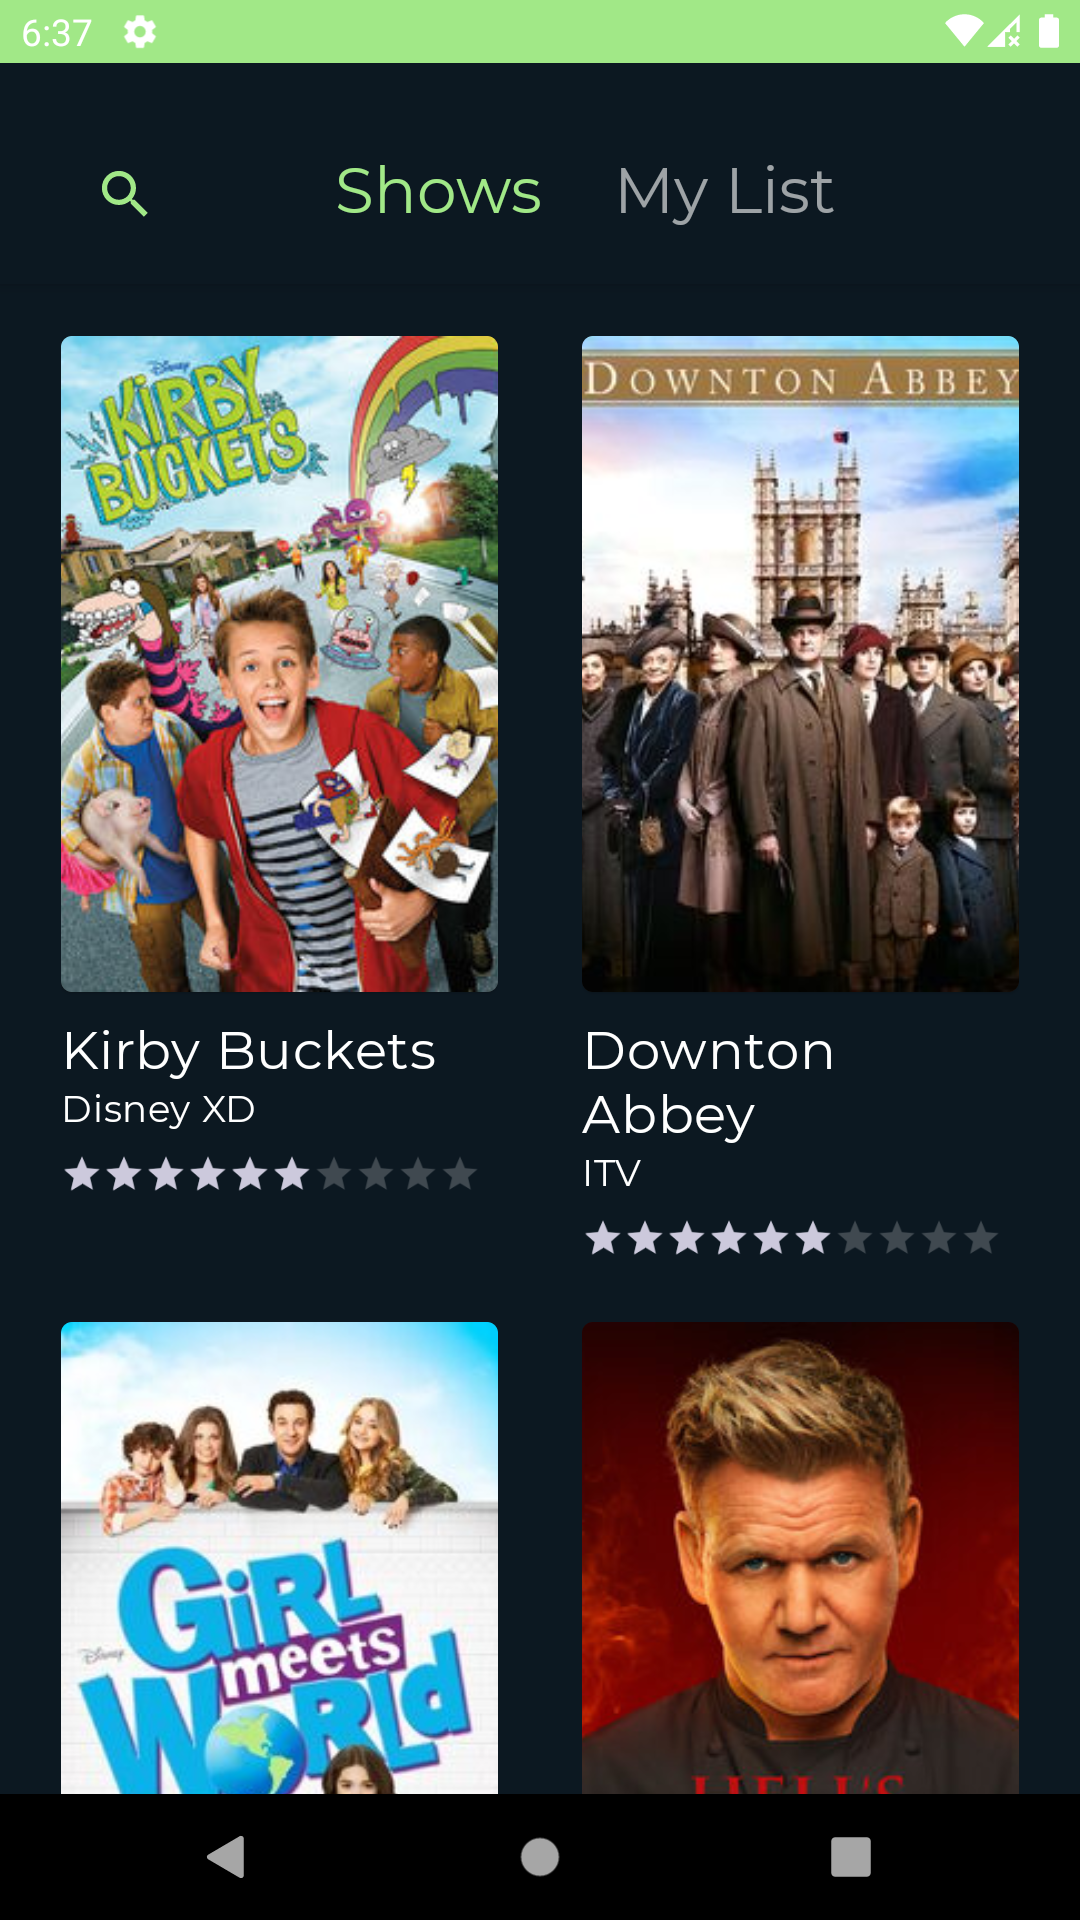 6:37
Shows My List
Disney
KIRBY
BUCKETS
DOWNTON ABBEY
Kirby Buckets
Disney XD
Downton
Abbey
ITV
Disney
GIRL
meets
WORLD
HELL'S